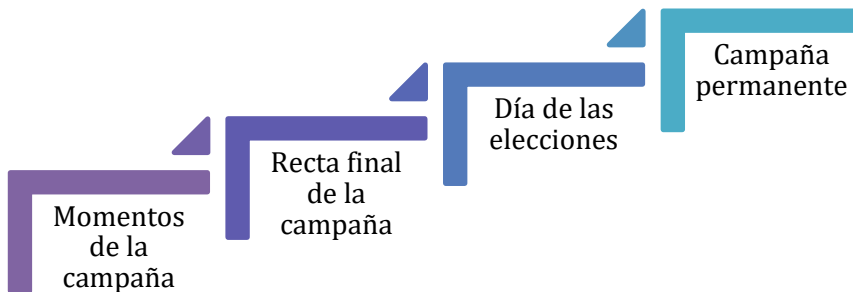 Momentos
de la
campaña
Recta final
de la
campaña
Día de las
elecciones
Campaña
permanente